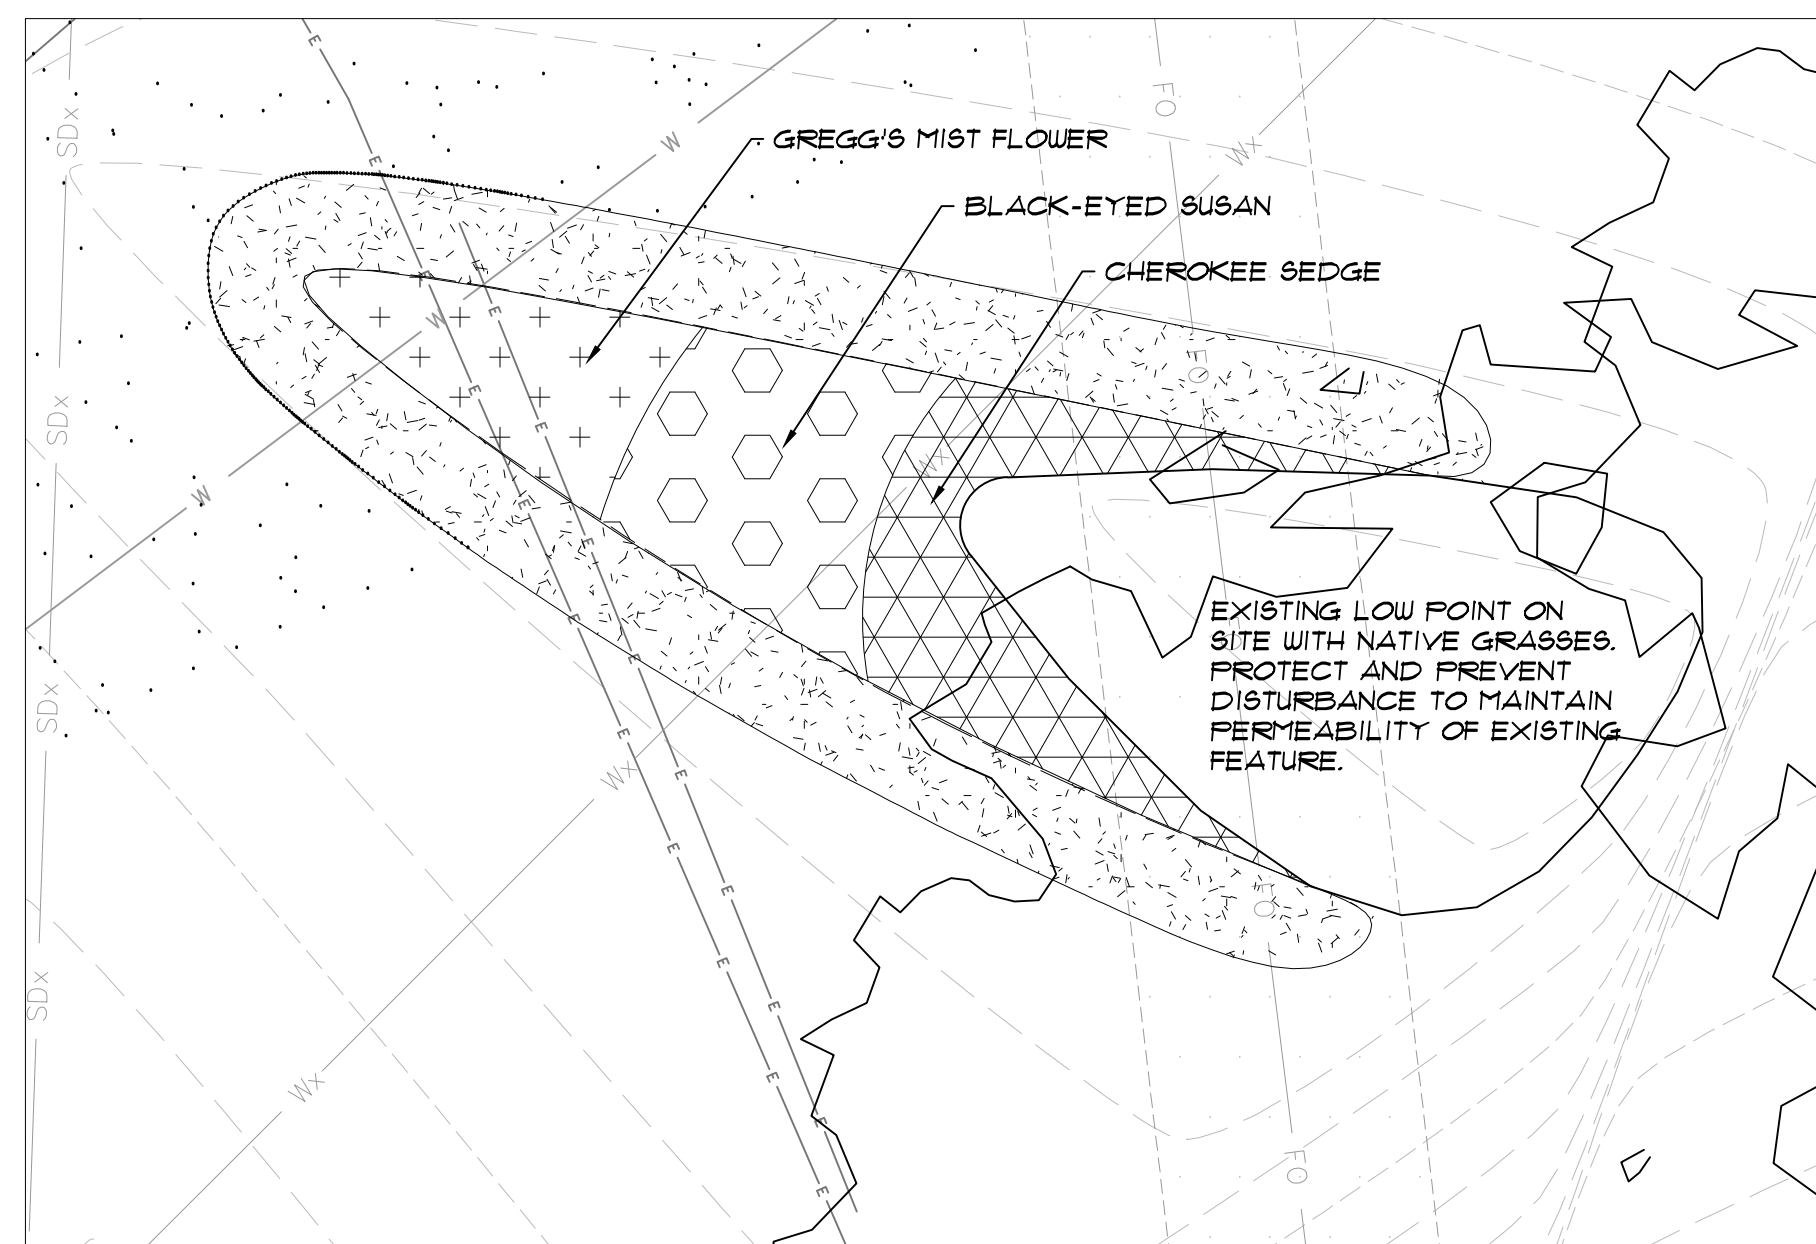 E
SDx
FO
W
Wx
E
GREGG'S MIST FLOWER
BLACK-EYED SUSAN
CHEROKEE SEDGE
E
E
E
W
FO
SDx
E
E
Wx
W
E
E
EXISTING LOW POINT ON
SITE WITH NATIVE GRASSES.
PROTECT AND PREVENT
DISTURBANCE TO MAINTAIN
PERMEABILITY OF EXISTING
FEATURE.
E
E
SDx
E
Wx
E
E
E
FO
E
SDx
E
Wx
E
E
FO
E